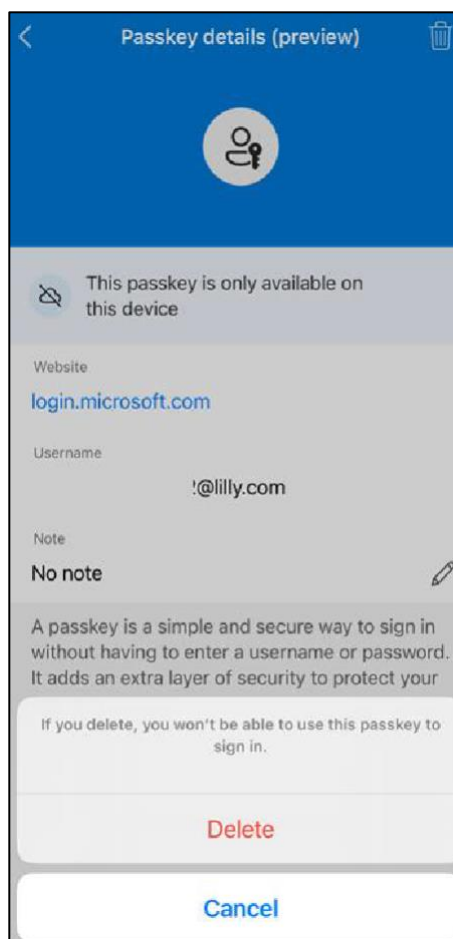 Passkey details (preview)
This passkey is only available on
this device
Website
login.microsoft.com
Username
@lilly.com
Note
No note
A passkey is a simple and secure way to sign in
without having to enter a username or password.
It adds an extra layer of security to protect your
If you delete, you won't be able to use this passkey to
sign in.
Delete
Cancel